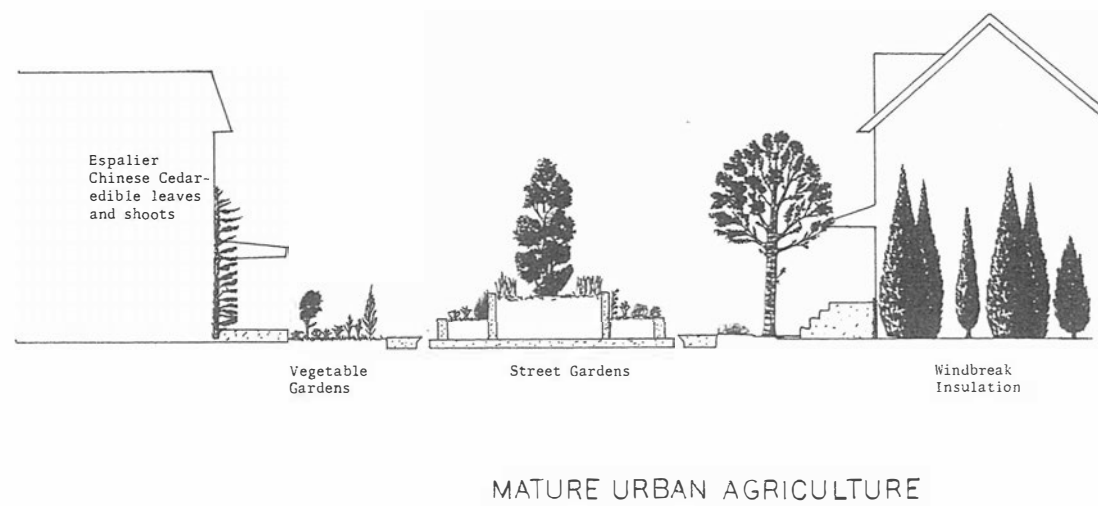 Espalier
Chinese Cedar-
edible leaves
and shoots
Vegetable
Gardens
Street Gardens
Windbreak
Insulation
MATURE URBAN AGRICULTURE